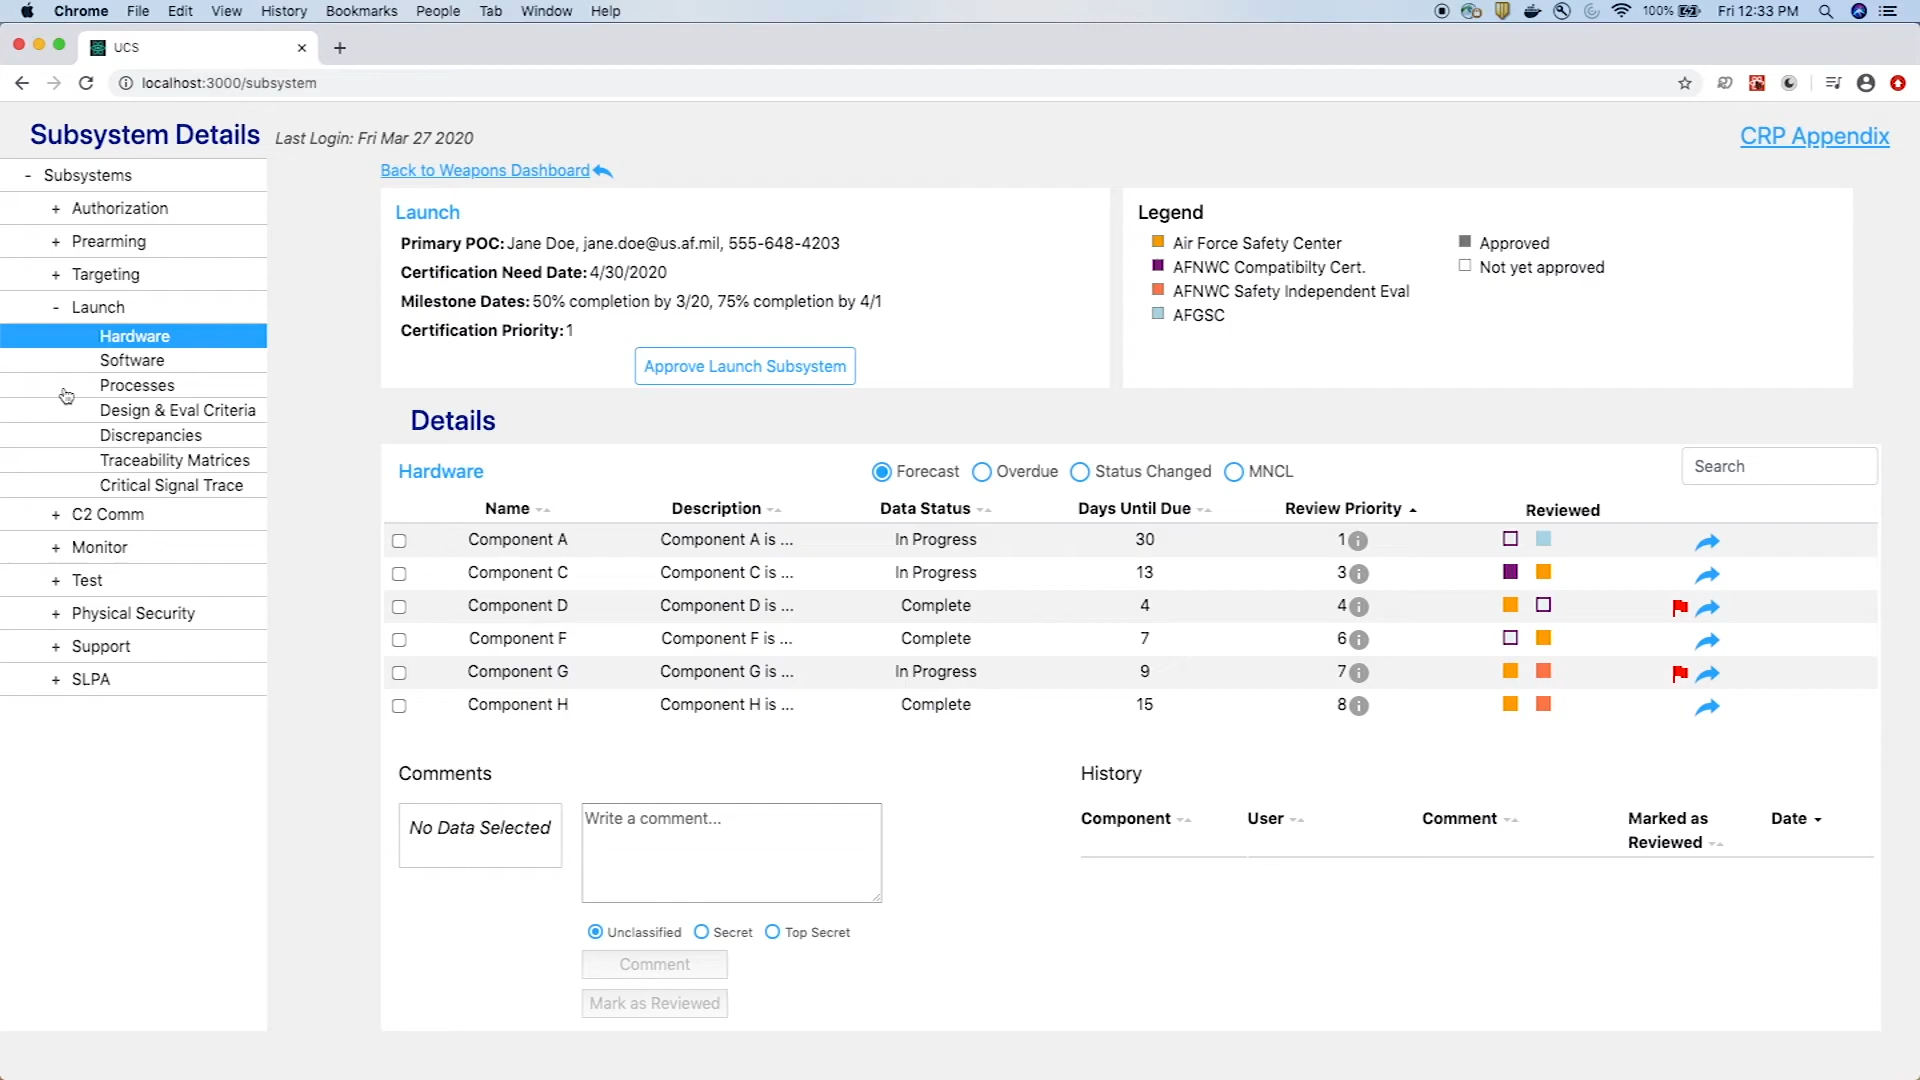 Chrome File Edit View History Bookmarks People Tab Window Help 100% Fri 12:33 PM
UCS
localhost:3000/subsystem
Subsystem Details Last Login: Fri Mar 27 2020 CRP Appendix
- Subsystems
+ Authorization
+ Prearming
+ Targeting
- Launch
Hardware
Software
Processes
Design & Eval Criteria
Discrepancies
Traceability Matrices
Critical Signal Trace
+ C2 Comm
+ Monitor
+ Test
+ Physical Security
+ Support
+ SLPA
Back to Weapons Dashboard
Launch
Primary POC: Jane Doe, jane.doe@us.af.mil, 555-648-4203
Certification Need Date: 4/30/2020
Milestone Dates: 50% completion by 3/20, 75% completion by 4/1
Certification Priority: 1
Approve Launch Subsystem
Legend
Air Force Safety Center
AFNWC Compatibilty Cert.
AFNWC Safety Independent Eval
AFGSC
Approved
Not yet approved
Details
Hardware Forecast Overdue Status Changed MNCL Search
Name Description Data Status Days Until Due Review Priority Reviewed
Component A Component A is ... In Progress 30 1
Component C Component C is ... In Progress 13 3
Component D Component D is ... Complete 4 4
Component F Component F is ... Complete 7 6
Component G Component G is ... In Progress 9 7
Component H Component H is ... Complete 15 8
Comments
No Data Selected
Write a comment...
Unclassified Secret Top Secret
Comment
Mark as Reviewed
History
Component User Comment Marked as Reviewed Date